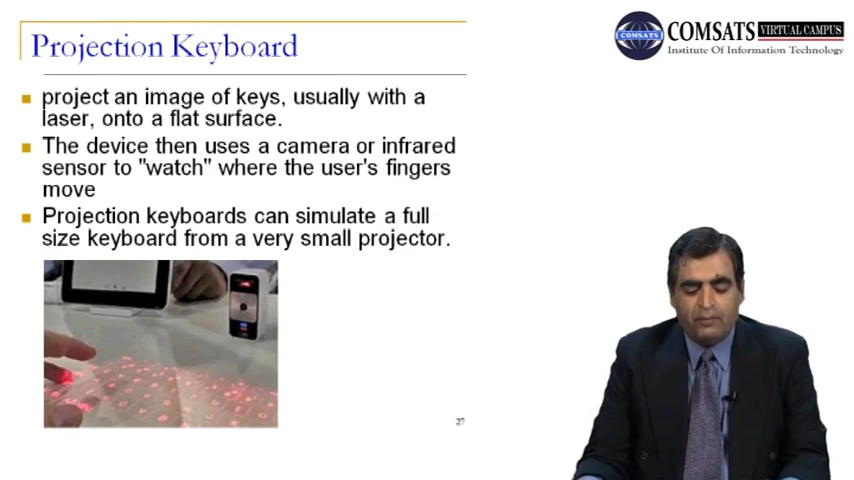 Projection Keyboard
project an image of keys, usually with a
laser, onto a flat surface.
The device then uses a camera or infrared
sensor to "watch" where the user's fingers
move
Projection keyboards can simulate a full
size keyboard from a very small projector.
27
COMSATS
COMSATS VIRTUAL CAMPUS
Institute Of Information Technology